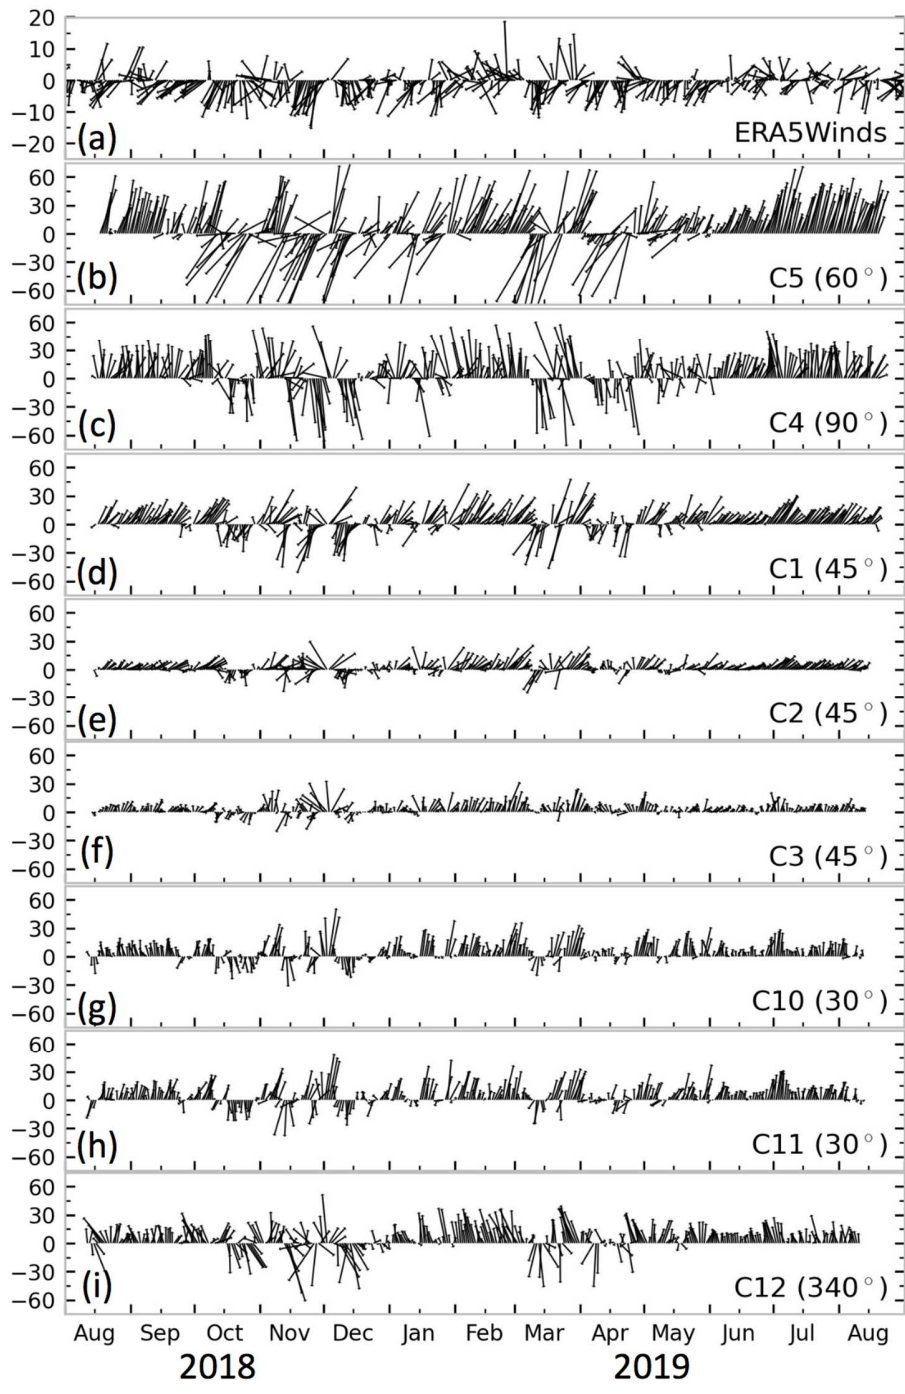 20
10
0
−10
−20
(a)
ERA5Winds
60
30
0
−30
−60
(b)
C5 (60°)
60
30
0
−30
−60
(c)
C4 (90°)
60
30
0
−30
−60
(d)
C1 (45°)
60
30
0
−30
−60
(e)
C2 (45°)
60
30
0
−30
−60
(f)
C3 (45°)
60
30
0
−30
−60
(g)
C10 (30°)
60
30
0
−30
−60
(h)
C11 (30°)
60
30
0
−30
−60
(i)
C12 (340°)
Aug Sep Oct Nov Dec Jan Feb Mar Apr May Jun Jul Aug
2018 2019